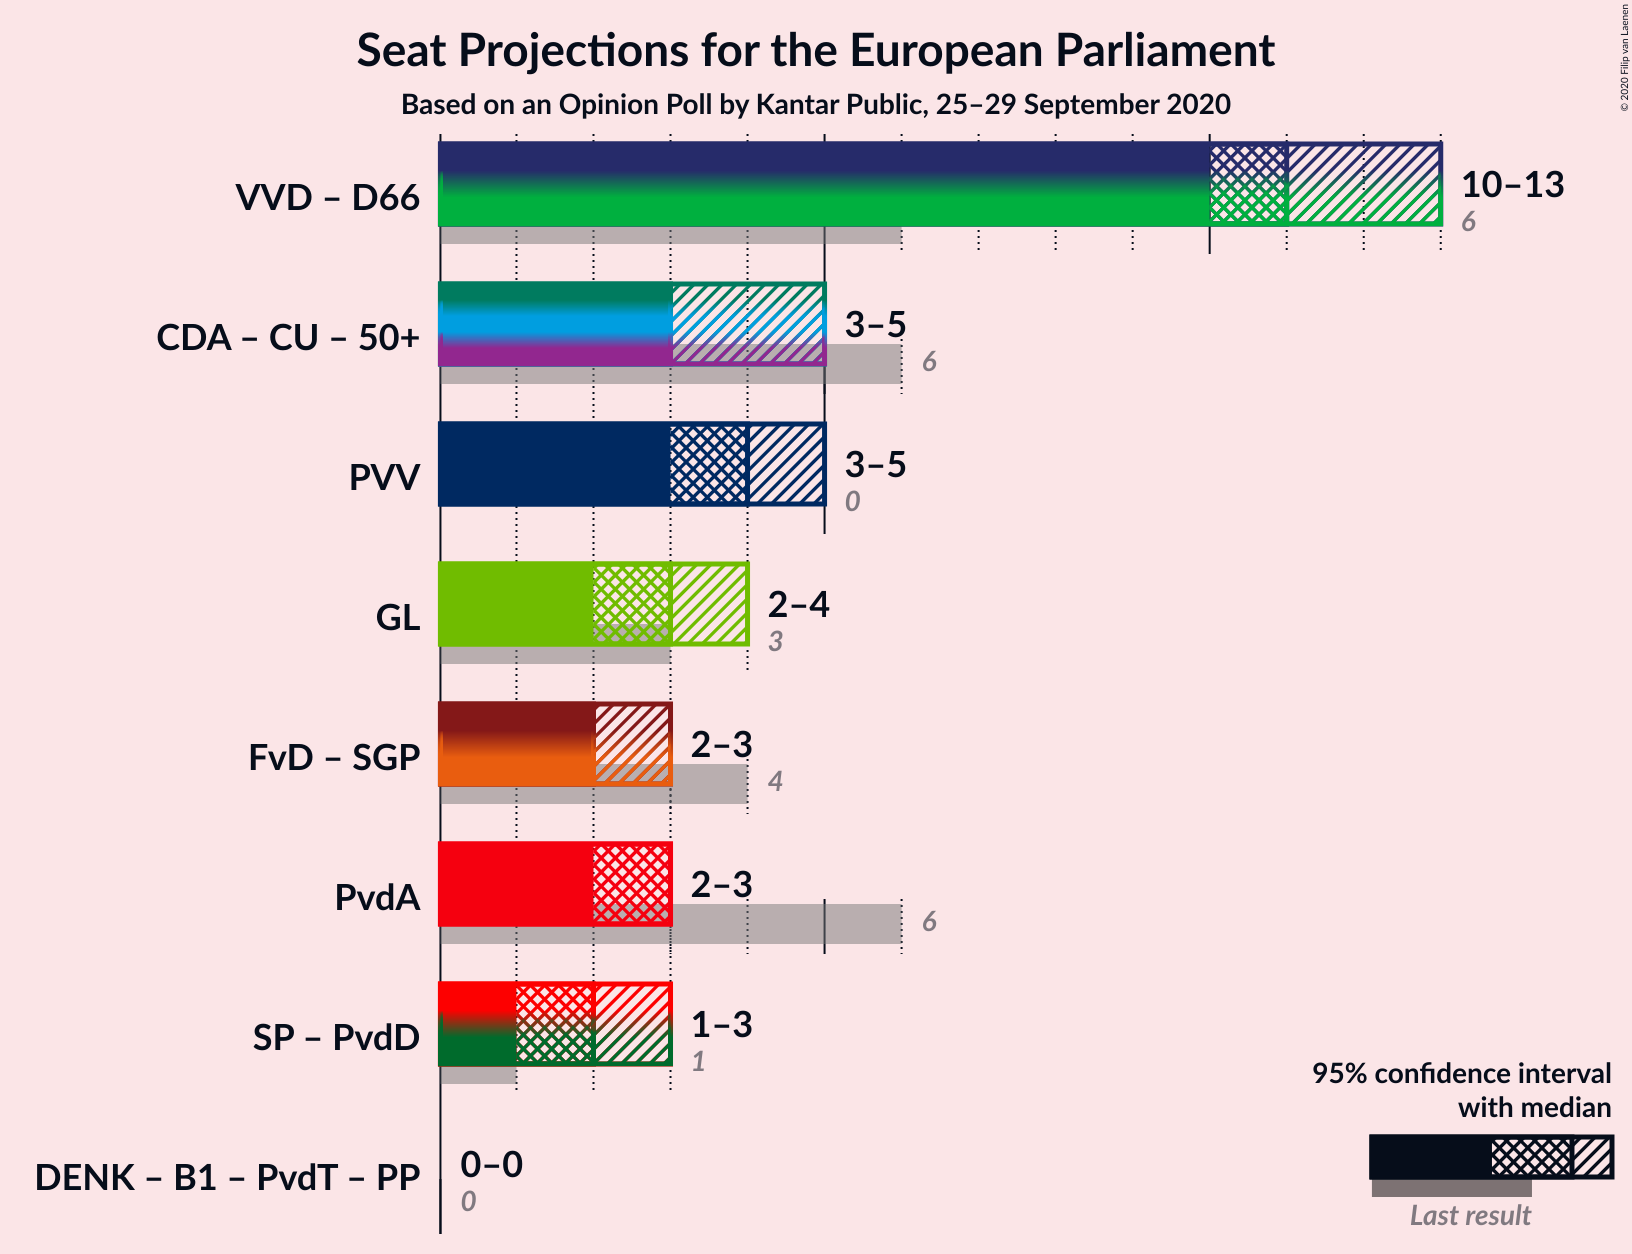 Seat Projections for the European Parliament
Based on an Opinion Poll by Kantar Public, 25–29 September 2020
© 2020 Filip van Laenen
VVD – D66
10–13
6
CDA – CU – 50+
3–5
6
PVV
3–5
0
GL
2–4
3
FvD – SGP
2–3
4
PvdA
2–3
6
SP – PvdD
1–3
1
DENK – B1 – PvdT – PP
0–0
0
95% confidence interval
with median
Last result